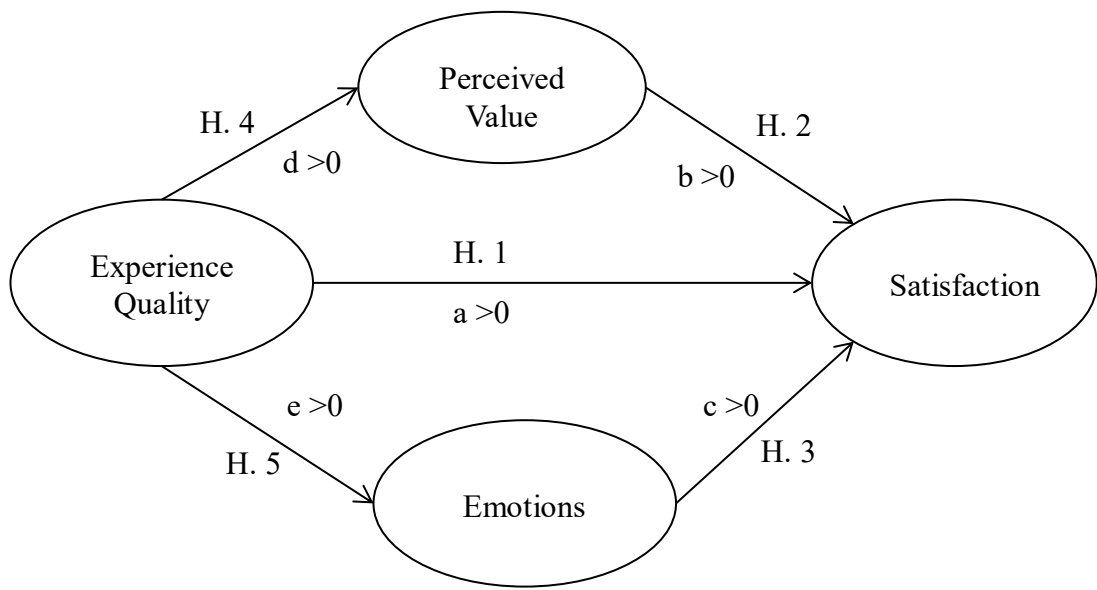 Perceived
Value
H. 4
H. 2
d >0
b >0
Experience
Quality
H. 1
a >0
Satisfaction
e >0
c >0
H. 5
H. 3
Emotions